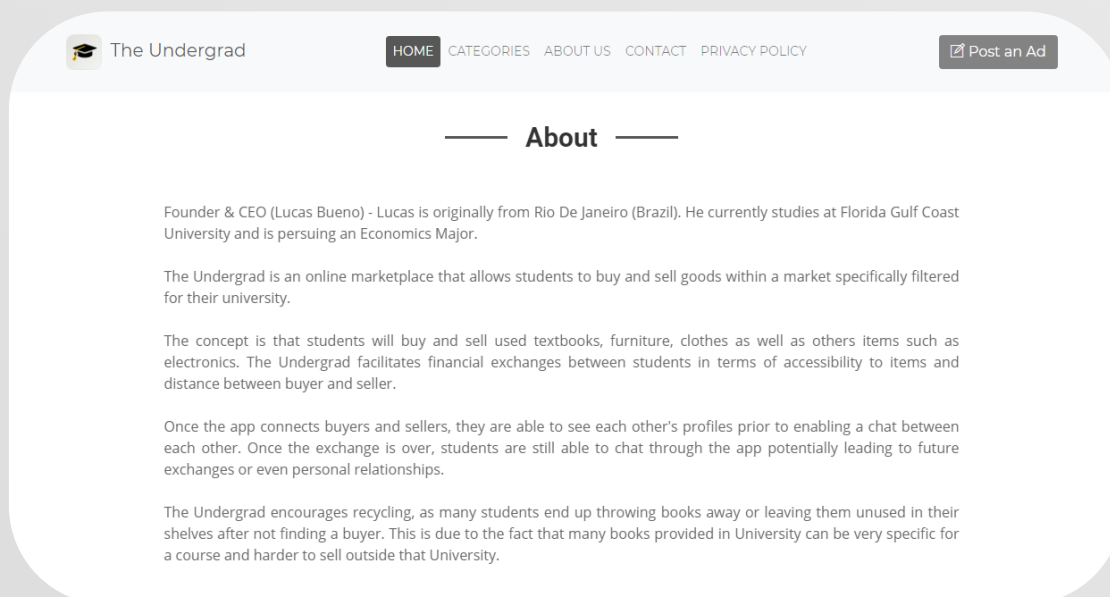 The Undergrad
HOME CATEGORIES ABOUT US CONTACT PRIVACY POLICY
Post an Ad
About
Founder & CEO (Lucas Bueno) - Lucas is originally from Rio De Janeiro (Brazil). He currently studies at Florida Gulf Coast
University and is persuing an Economics Major.
The Undergrad is an online marketplace that allows students to buy and sell goods within a market specifically filtered
for their university.
The concept is that students will buy and sell used textbooks, furniture, clothes as well as others items such as
electronics. The Undergrad facilitates financial exchanges between students in terms of accessibility to items and
distance between buyer and seller.
Once the app connects buyers and sellers, they are able to see each other's profiles prior to enabling a chat between
each other. Once the exchange is over, students are still able to chat through the app potentially leading to future
exchanges or even personal relationships.
The Undergrad encourages recycling, as many students end up throwing books away or leaving them unused in their
shelves after not finding a buyer. This is due to the fact that many books provided in University can be very specific for
a course and harder to sell outside that University.